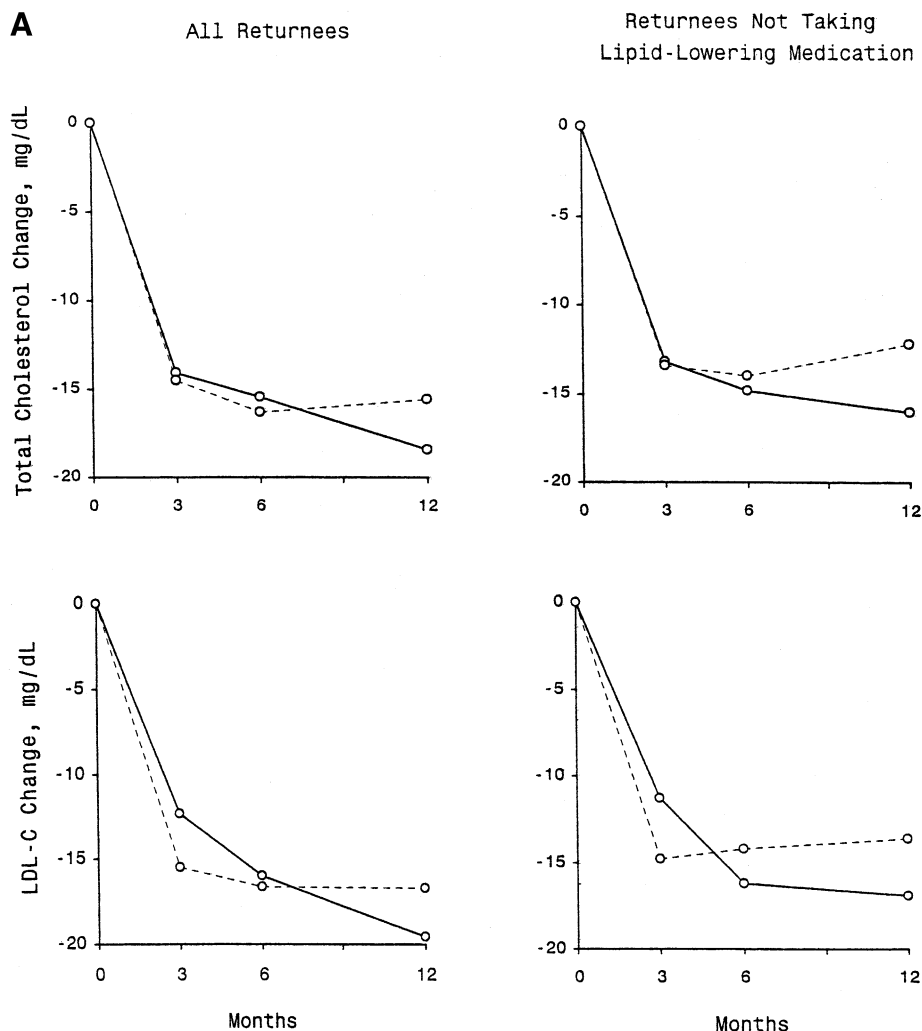 A
All Returnees
Returnees Not Taking
Lipid-Lowering Medication
Total Cholesterol Change, mg/dL
0
-5
-10
-15
-20
0 3 6 12
0
-5
-10
-15
-20
0 3 6 12
LDL-C Change, mg/dL
0
-5
-10
-15
-20
0 3 6 12
Months
0
-5
-10
-15
-20
0 3 6 12
Months